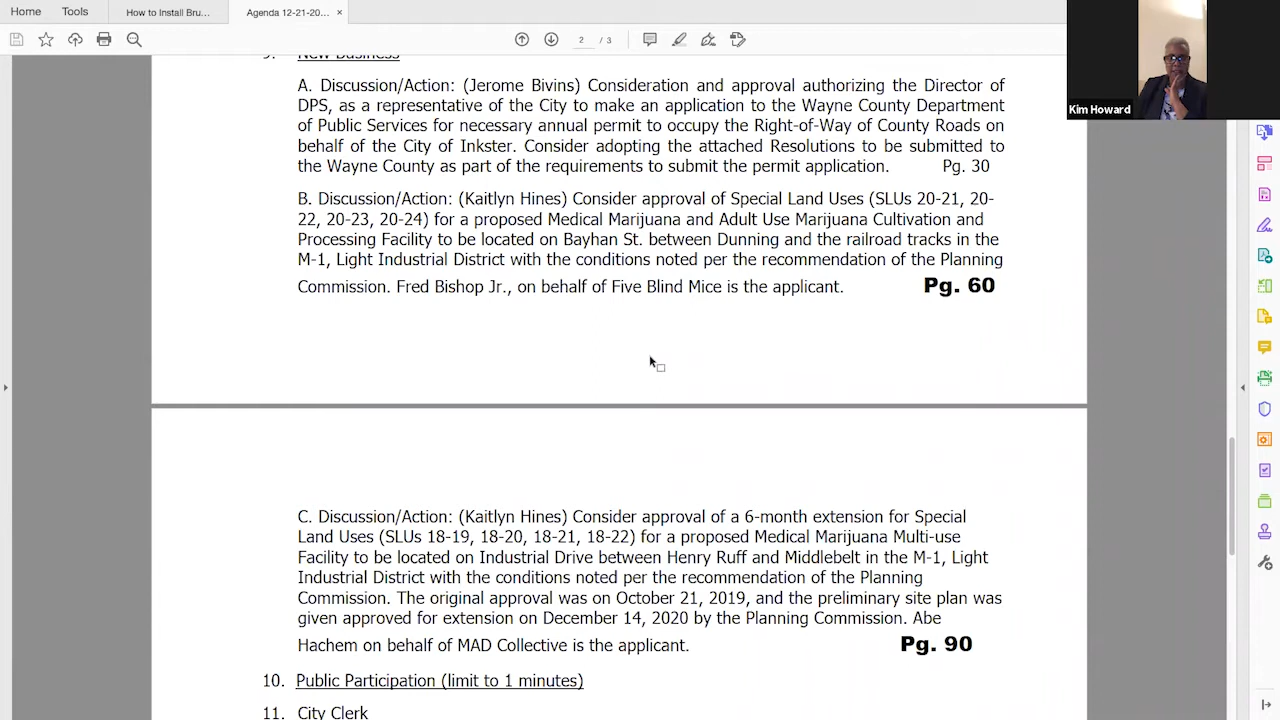 Home
Tools
How to Install Bru...
Agenda 12-21-20...
2 / 3
Kim Howard
9. New Business
A. Discussion/Action: (Jerome Bivins) Consideration and approval authorizing the Director of
DPS, as a representative of the City to make an application to the Wayne County Department
of Public Services for necessary annual permit to occupy the Right-of-Way of County Roads on
behalf of the City of Inkster. Consider adopting the attached Resolutions to be submitted to
the Wayne County as part of the requirements to submit the permit application. Pg. 30
B. Discussion/Action: (Kaitlyn Hines) Consider approval of Special Land Uses (SLUs 20-21, 20-
22, 20-23, 20-24) for a proposed Medical Marijuana and Adult Use Marijuana Cultivation and
Processing Facility to be located on Bayhan St. between Dunning and the railroad tracks in the
M-1, Light Industrial District with the conditions noted per the recommendation of the Planning
Commission. Fred Bishop Jr., on behalf of Five Blind Mice is the applicant. Pg. 60
C. Discussion/Action: (Kaitlyn Hines) Consider approval of a 6-month extension for Special
Land Uses (SLUs 18-19, 18-20, 18-21, 18-22) for a proposed Medical Marijuana Multi-use
Facility to be located on Industrial Drive between Henry Ruff and Middlebelt in the M-1, Light
Industrial District with the conditions noted per the recommendation of the Planning
Commission. The original approval was on October 21, 2019, and the preliminary site plan was
given approved for extension on December 14, 2020 by the Planning Commission. Abe
Hachem on behalf of MAD Collective is the applicant. Pg. 90
10. Public Participation (limit to 1 minutes)
11. City Clerk